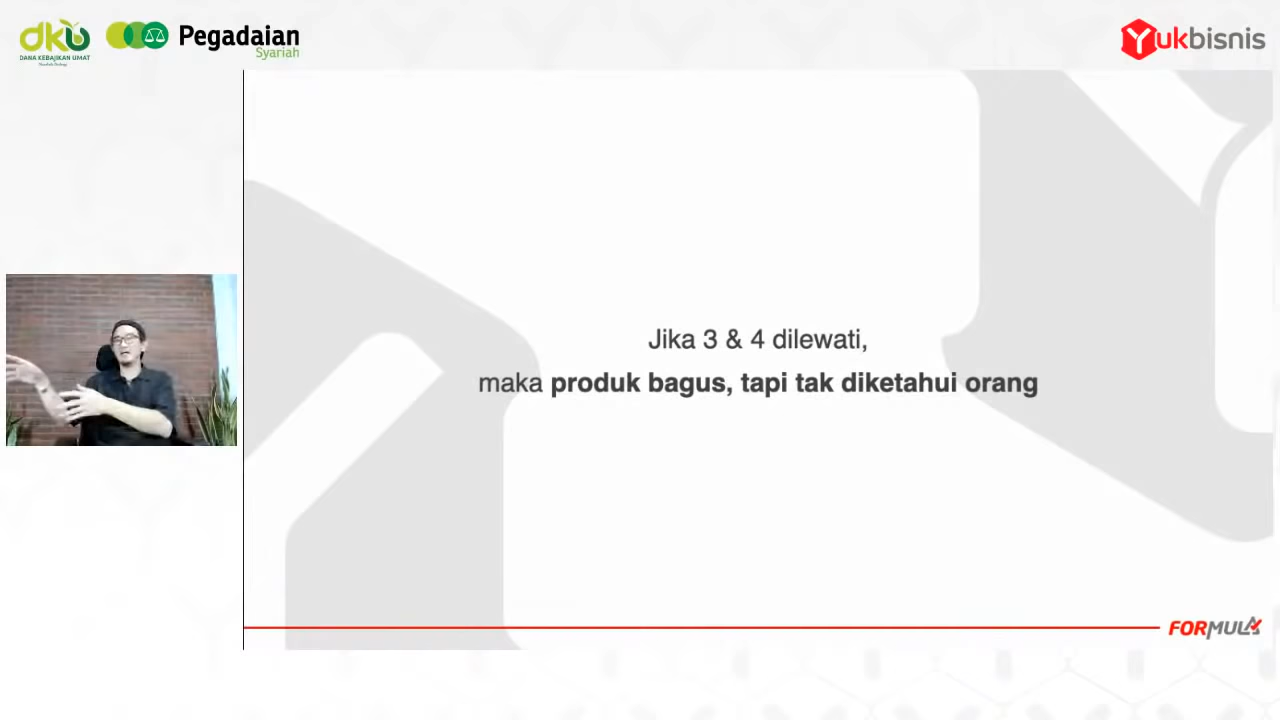 dku
DANA KEBAJIKAN UMAT
Pegadaian
Syariah
Yukbisnis
Jika 3 & 4 dilewati,
maka produk bagus, tapi tak diketahui orang
FORMULA